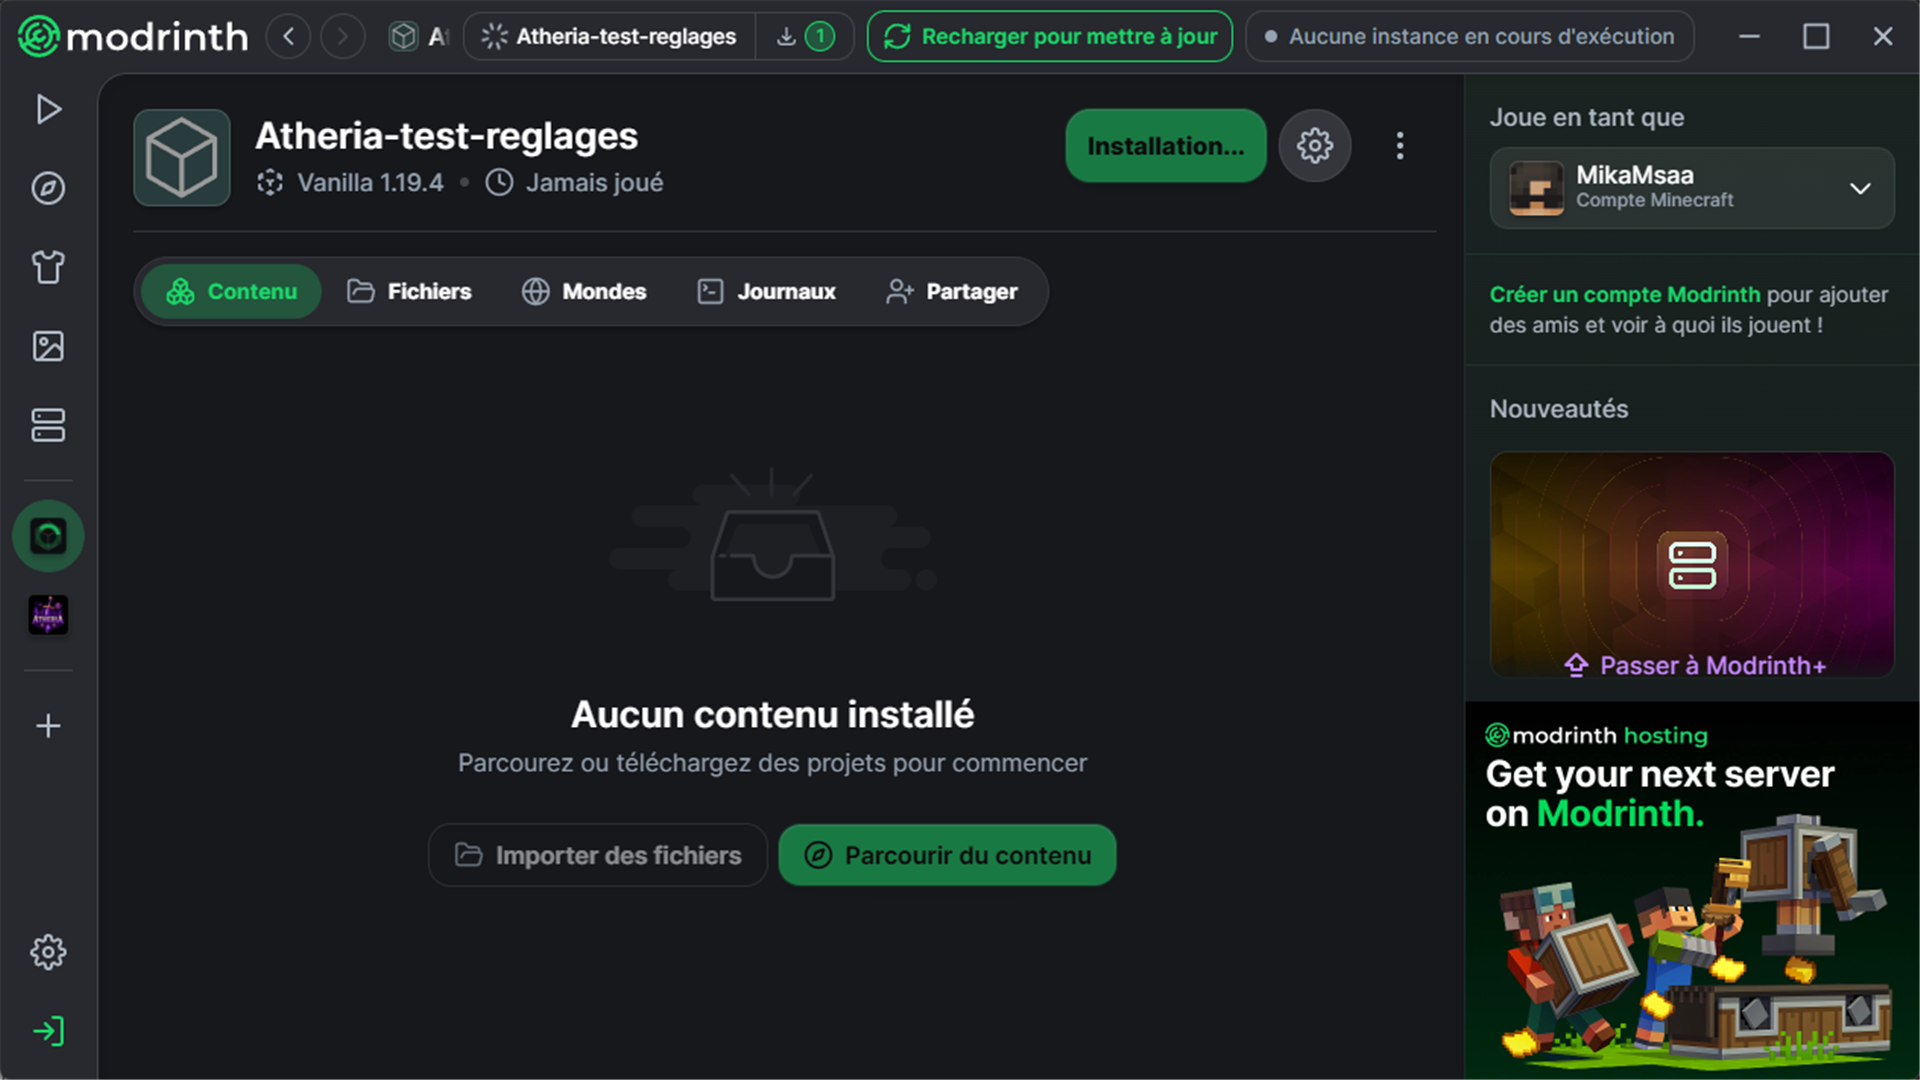 modrinth
Atheria-test-reglages
1
Recharger pour mettre à jour
Aucune instance en cours d'exécution
Atheria-test-reglages
Vanilla 1.19.4 • Jamais joué
Installation...
Contenu
Fichiers
Mondes
Journaux
Partager
Aucun contenu installé
Parcourez ou téléchargez des projets pour commencer
Importer des fichiers
Parcourir du contenu
Joue en tant que
MikaMsaa
Compte Minecraft
Créer un compte Modrinth pour ajouter
des amis et voir à quoi ils jouent !
Nouveautés
Passer à Modrinth+
modrinth hosting
Get your next server
on Modrinth.
ATHERIA